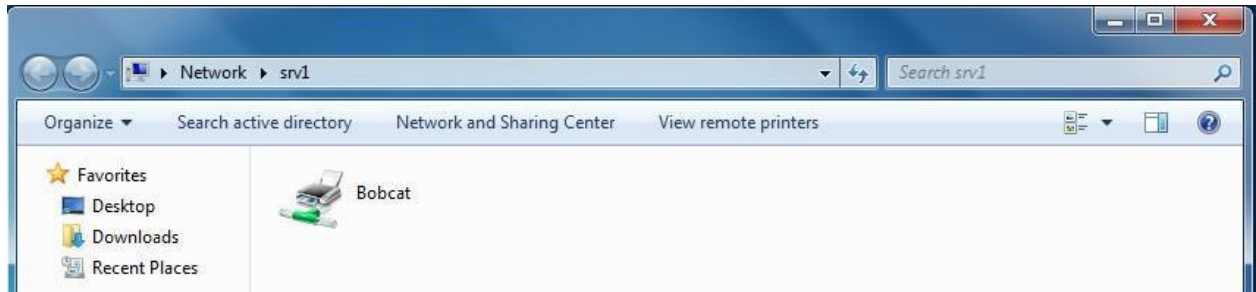 Network ▸ srv1
Search srv1
Organize Search active directory Network and Sharing Center View remote printers
Favorites
Desktop
Downloads
Recent Places
Bobcat